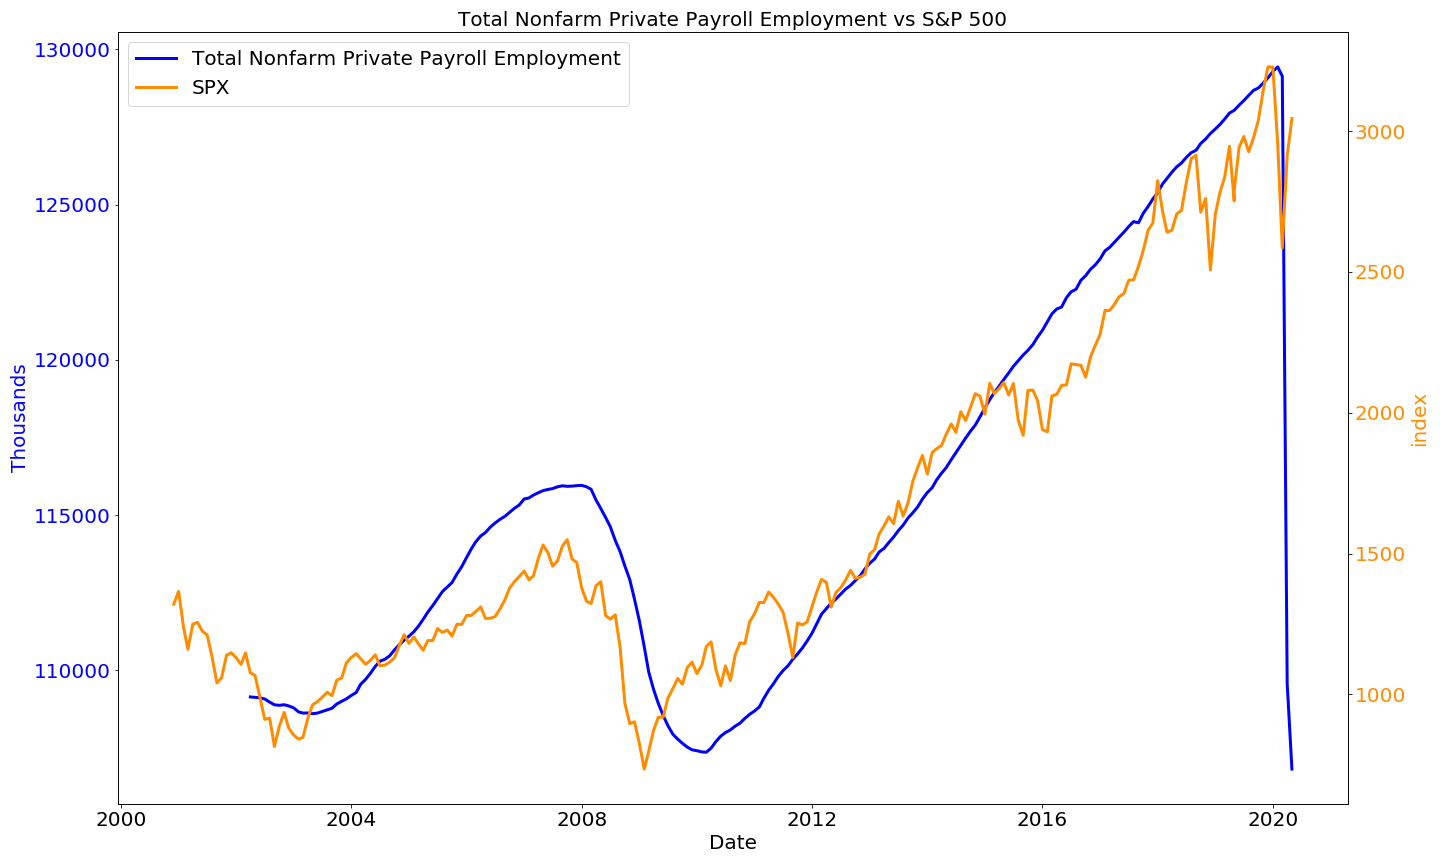 Total Nonfarm Private Payroll Employment vs S&P 500
Total Nonfarm Private Payroll Employment
SPX
130000
125000
120000
115000
110000
Thousands
3000
2500
2000
1500
1000
index
2000 2004 2008 2012 2016 2020
Date